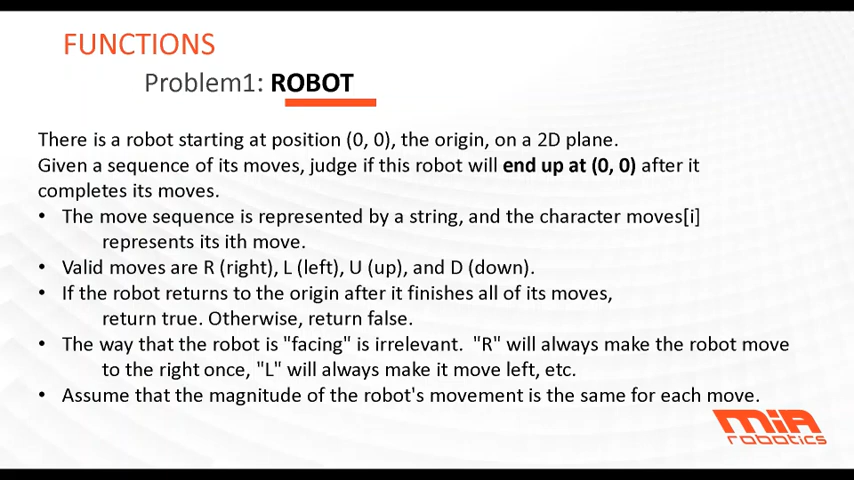 FUNCTIONS
Problem1: ROBOT
There is a robot starting at position (0, 0), the origin, on a 2D plane.
Given a sequence of its moves, judge if this robot will end up at (0, 0) after it
completes its moves.
• The move sequence is represented by a string, and the character moves[i]
represents its ith move.
• Valid moves are R (right), L (left), U (up), and D (down).
• If the robot returns to the origin after it finishes all of its moves,
return true. Otherwise, return false.
• The way that the robot is "facing" is irrelevant. "R" will always make the robot move
to the right once, "L" will always make it move left, etc.
• Assume that the magnitude of the robot's movement is the same for each move.
MiA
robotics